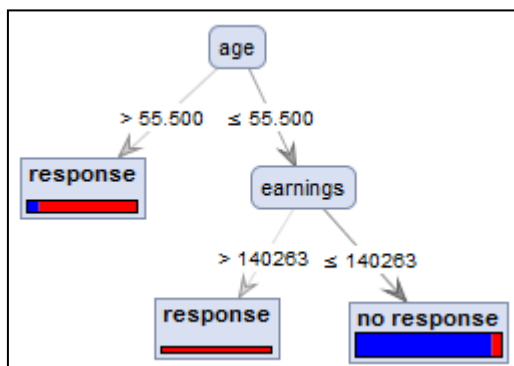 age
> 55.500 ≤ 55.500
response
earnings
> 140263 ≤ 140263
response
no response